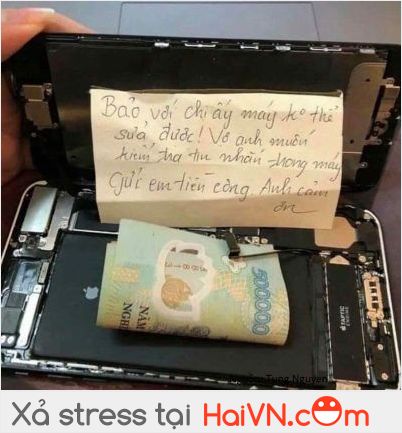 Bảo với chị ấy máy ko thể
sửa được! Vợ anh muốn
kiểm tra tin nhắn trong máy
Gửi em tiền công. Anh cảm
ơn
500000
NĂM
NGH
Tung Nguyen
Xả stress tại HaiVN.com